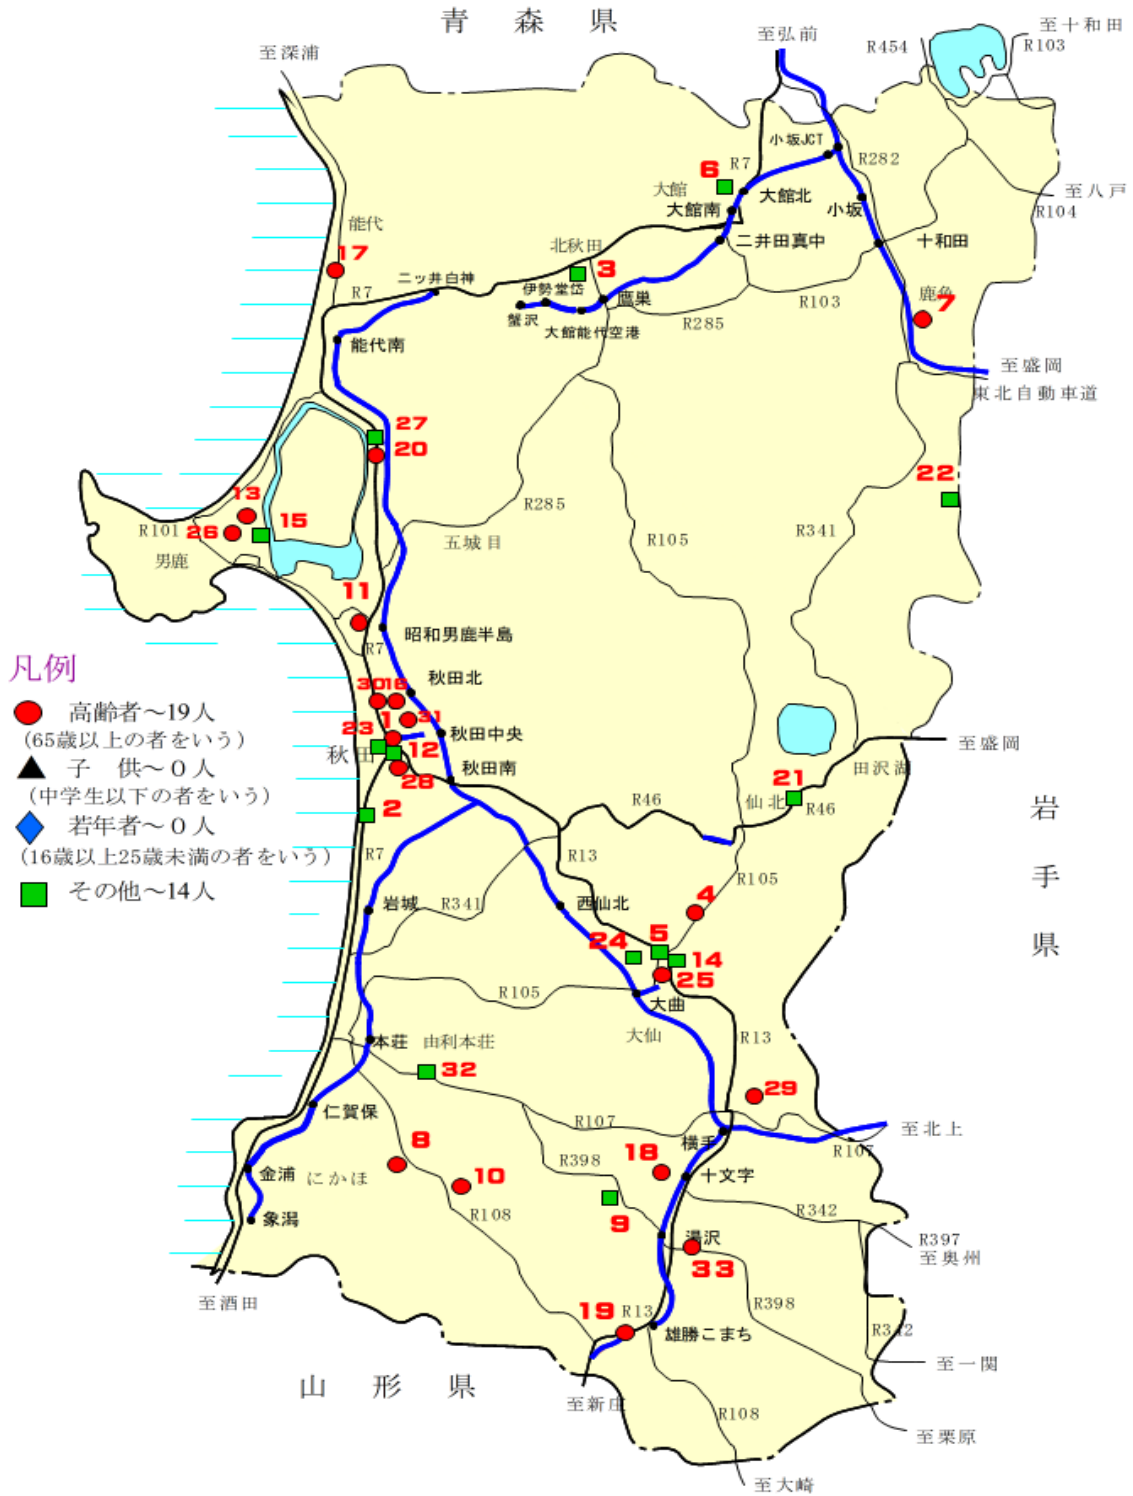 青森県
至深浦
至弘前
至十和田
R454
R103
小坂JCT
R7
R282
6
大館
大館北
大館南
小坂
至八戸
R104
能代
17
北秋田
二井田真中
十和田
3
二ッ井白神
伊勢堂岱
鷹巣
R7
蟹沢
大館能代空港
R285
R103
鹿角
7
能代南
至盛岡
東北自動車道
27
20
22
13
15
26
R101
男鹿
R285
五城目
R105
R341
11
昭和男鹿半島
R7
凡例
高齢者～19人
(65歳以上の者をいう)
子 供～０人
(中学生以下の者をいう)
若年者～０人
(16歳以上25歳未満の者をいう)
その他～14人
秋田北
30
16
31
1
23
12
秋田
28
秋田中央
秋田南
2
R7
至盛岡
田沢湖
21
仙北
R46
R46
岩手県
R13
R105
岩城
R341
西仙北
4
24
5
14
25
R105
大曲
大仙
R13
本荘
由利本荘
32
29
仁賀保
R107
至北上
R107
横手
8
金浦
にかほ
10
R398
18
十文字
象潟
R108
9
R342
R397
至奥州
湯沢
33
至酒田
19
R13
R398
雄勝こまち
R342
至一関
山形県
至新庄
R108
至栗原
至大崎